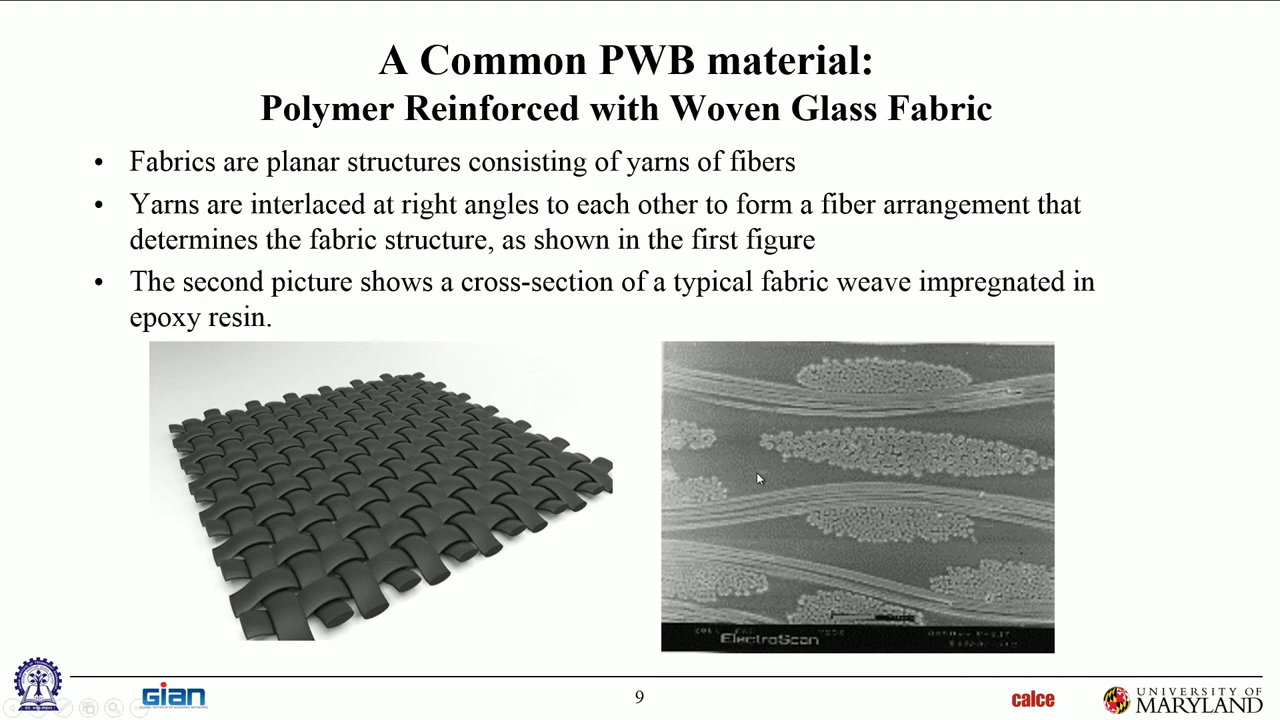 A Common PWB material:
Polymer Reinforced with Woven Glass Fabric
• Fabrics are planar structures consisting of yarns of fibers
• Yarns are interlaced at right angles to each other to form a fiber arrangement that
determines the fabric structure, as shown in the first figure
• The second picture shows a cross-section of a typical fabric weave impregnated in
epoxy resin.
ElectroScan
gian
9
calce
UNIVERSITY OF
MARYLAND